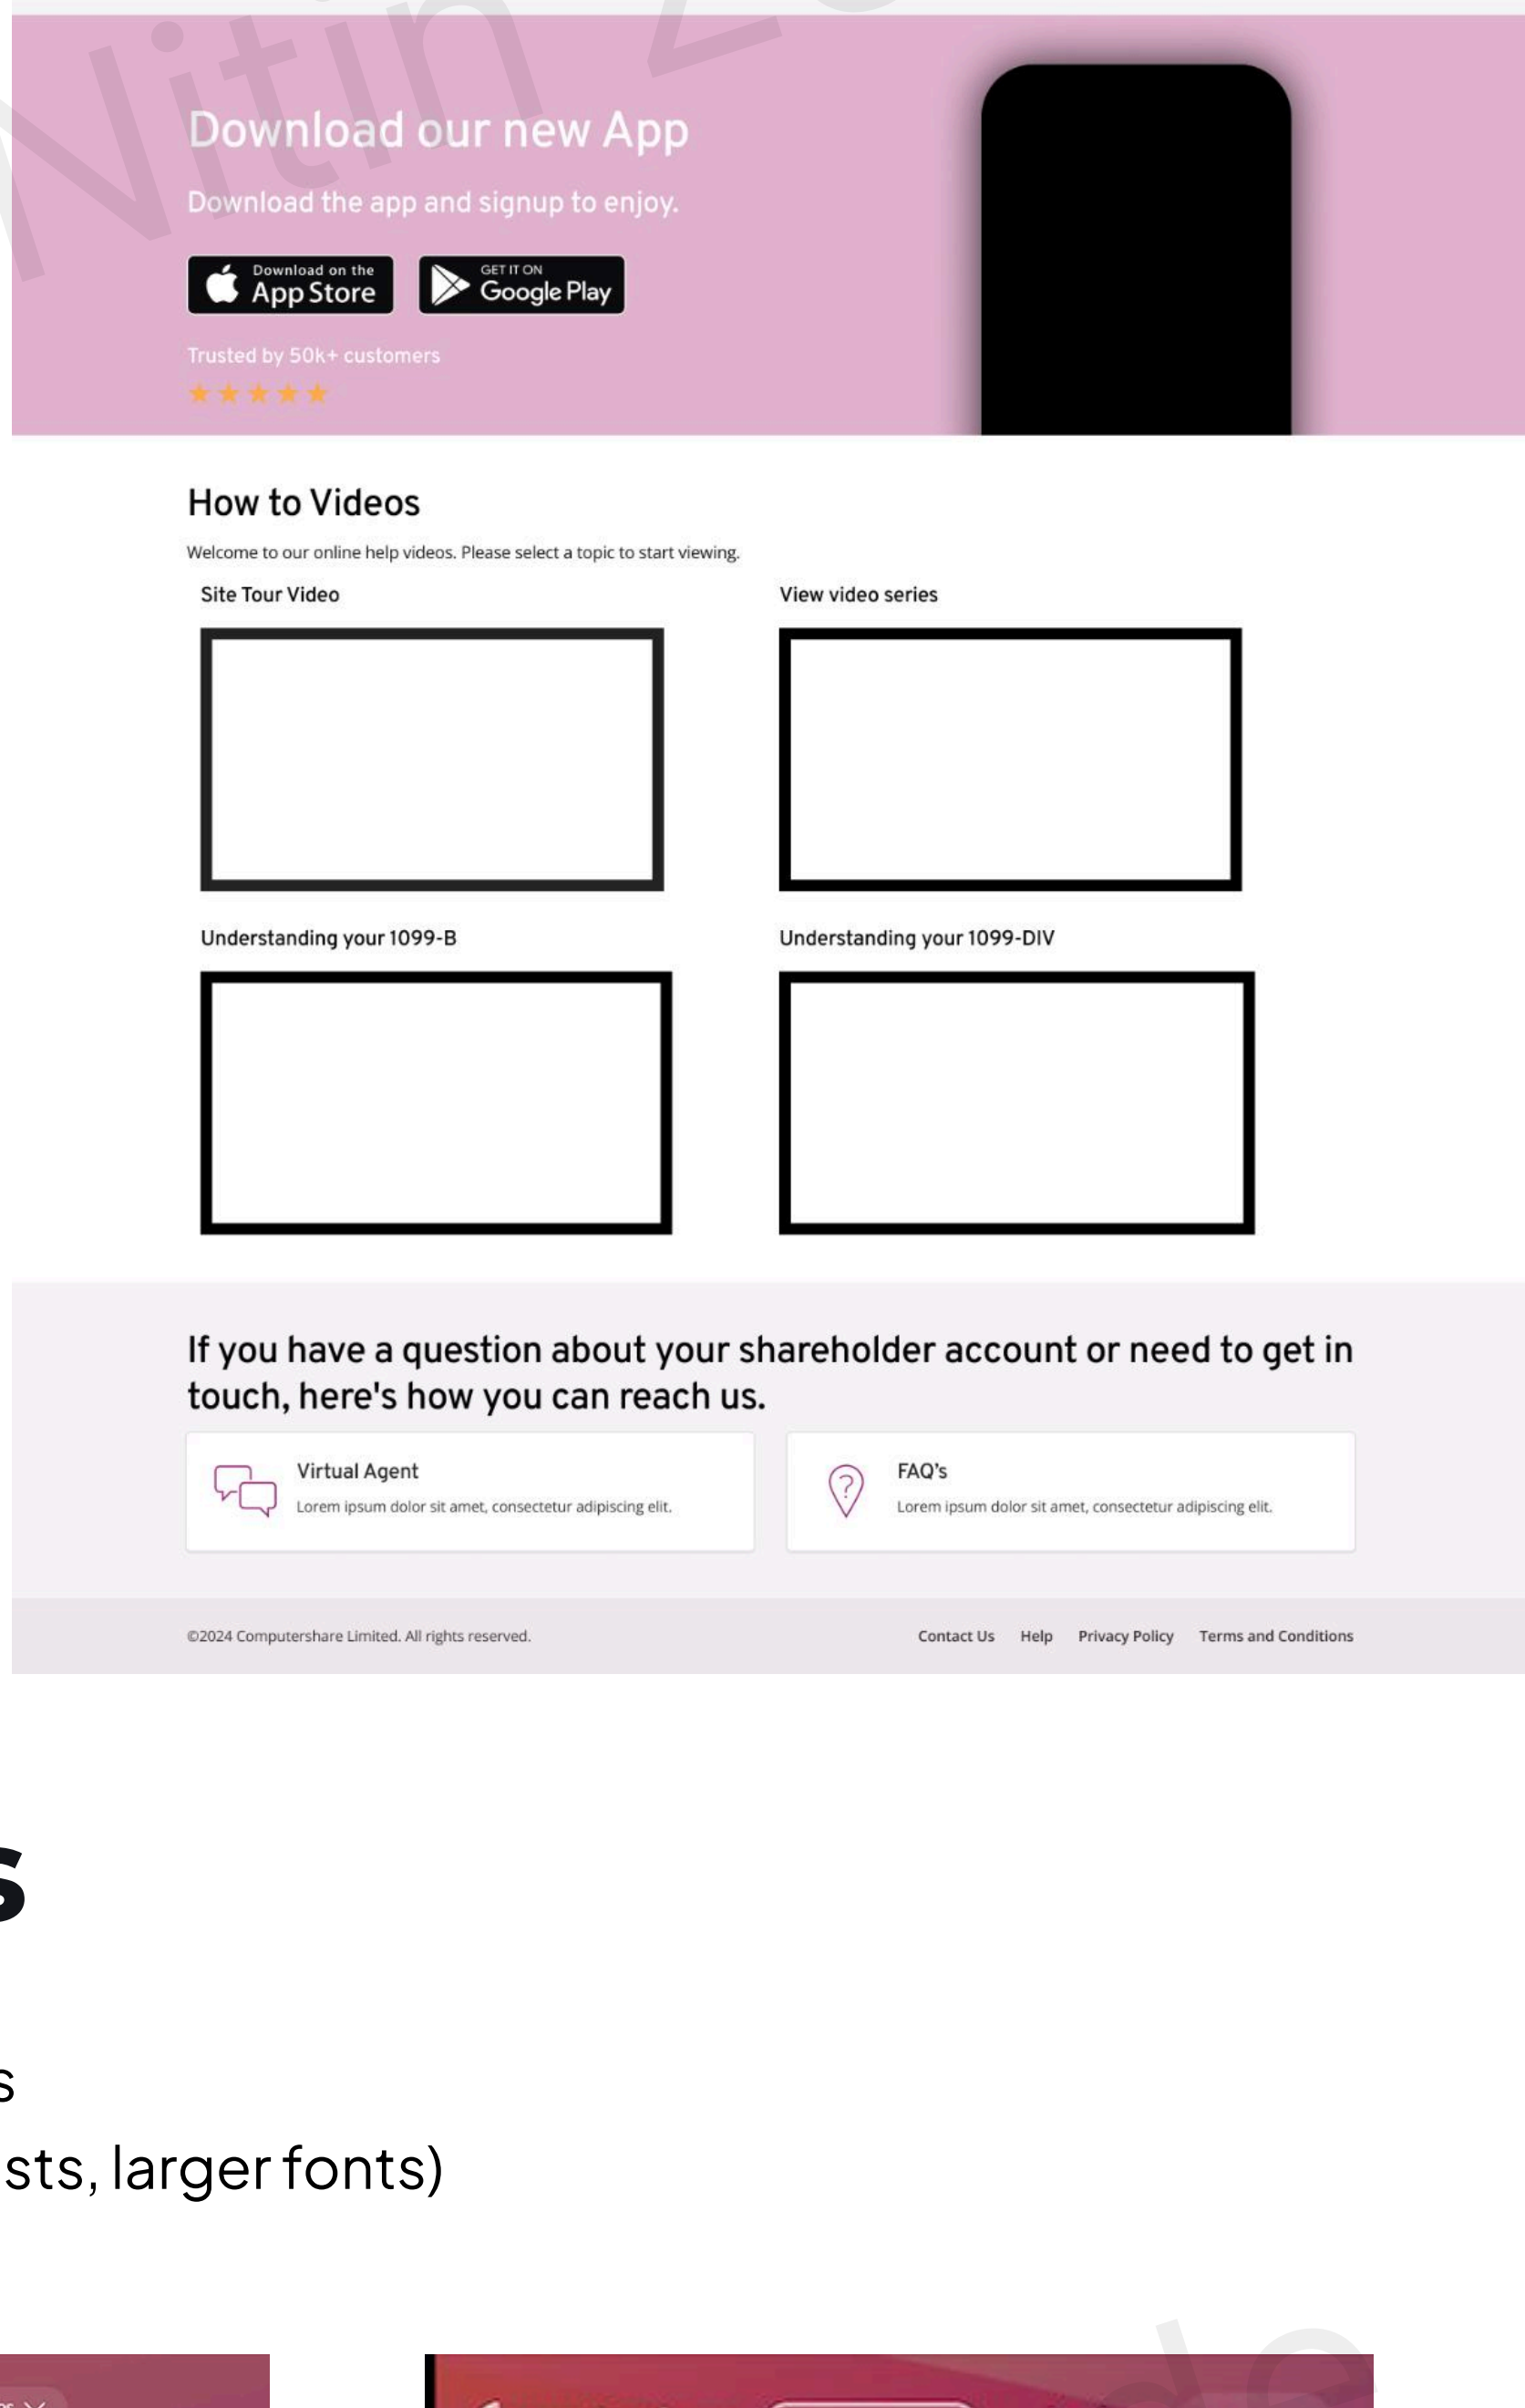 Nitin
Download our new App
Download the app and signup to enjoy.
Download on the
App Store
GET IT ON
Google Play
Trusted by 50k+ customers
How to Videos
Welcome to our online help videos. Please select a topic to start viewing.
Site Tour Video
View video series
Understanding your 1099-B
Understanding your 1099-DIV
If you have a question about your shareholder account or need to get in
touch, here's how you can reach us.
Virtual Agent
Lorem ipsum dolor sit amet, consectetur adipiscing elit.
FAQ's
Lorem ipsum dolor sit amet, consectetur adipiscing elit.
©2024 Computershare Limited. All rights reserved.
Contact Us Help Privacy Policy Terms and Conditions
s
s
sts, larger fonts)
de